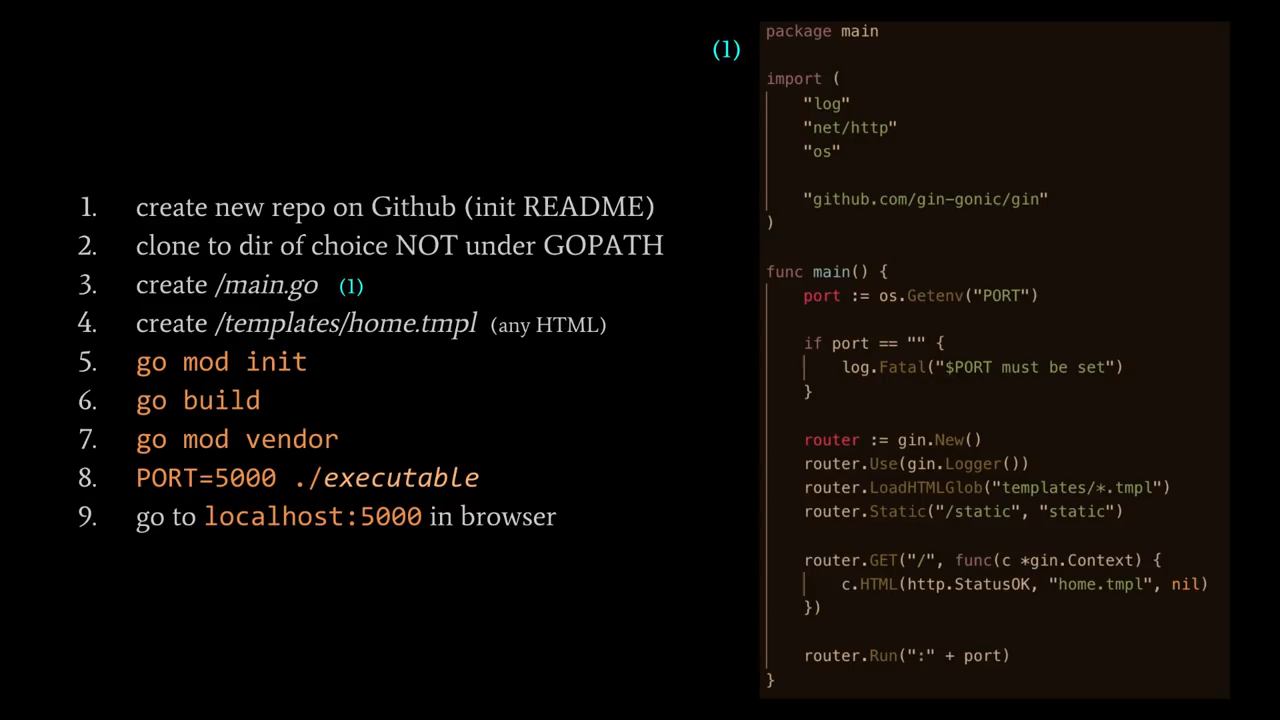 1. create new repo on Github (init README)
2. clone to dir of choice NOT under GOPATH
3. create /main.go (1)
4. create /templates/home.tmpl (any HTML)
5. go mod init
6. go build
7. go mod vendor
8. PORT=5000 ./executable
9. go to localhost:5000 in browser
(1)
package main
import (
"log"
"net/http"
"os"
"github.com/gin-gonic/gin"
)
func main() {
port := os.Getenv("PORT")
if port == "" {
log.Fatal("$PORT must be set")
}
router := gin.New()
router.Use(gin.Logger())
router.LoadHTMLGlob("templates/*.tmpl")
router.Static("/static", "static")
router.GET("/", func(c *gin.Context) {
c.HTML(http.StatusOK, "home.tmpl", nil)
})
router.Run(":" + port)
}